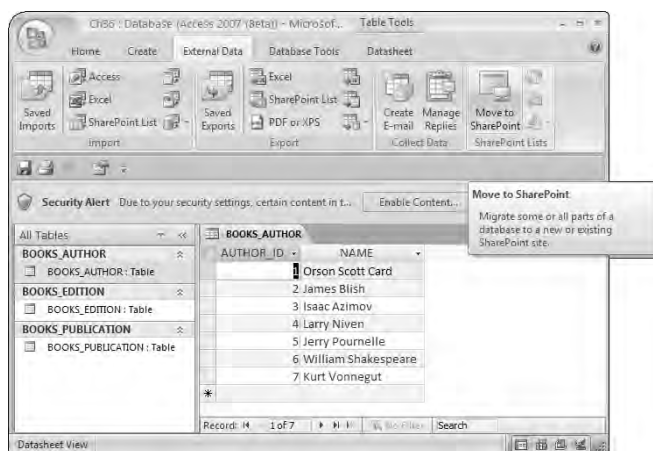 Ch36 : Database (Access 2007 (Beta)) - Microsof... Table Tools
Home Create External Data Database Tools Datasheet
Saved Imports
Access
Excel
SharePoint List
Import
Saved Exports
Excel
SharePoint List
PDF or XPS
Export
Create E-mail
Manage Replies
Collect Data
Move to SharePoint
SharePoint Lists
Security Alert Due to your security settings, certain content in t... Enable Content...
Move to SharePoint
Migrate some or all parts of a
database to a new or existing
SharePoint site.
All Tables
BOOKS_AUTHOR
BOOKS_AUTHOR : Table
BOOKS_EDITION
BOOKS_EDITION : Table
BOOKS_PUBLICATION
BOOKS_PUBLICATION : Table
BOOKS_AUTHOR
AUTHOR_ID NAME
1 Orson Scott Card
2 James Blish
3 Isaac Azimov
4 Larry Niven
5 Jerry Pournelle
6 William Shakespeare
7 Kurt Vonnegut
Record: 1 of 7 No Filter Search
Datasheet View